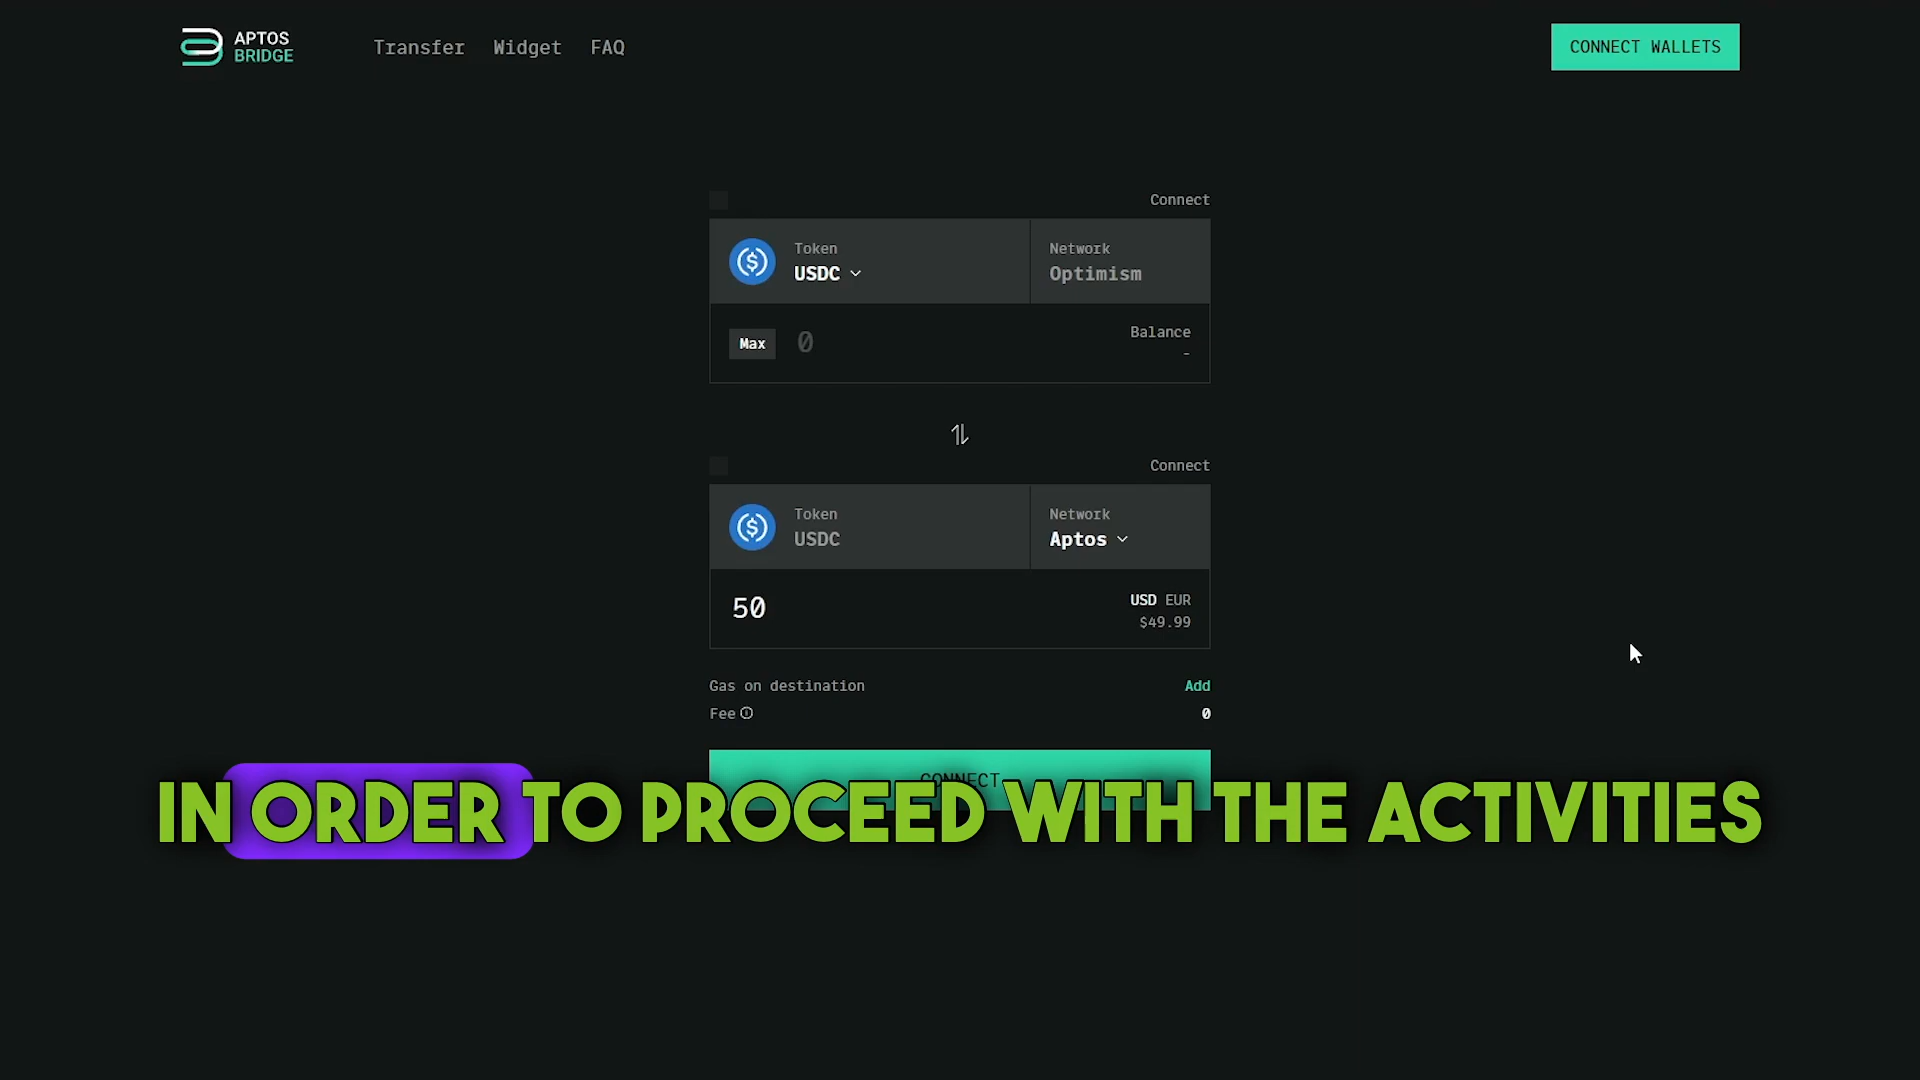 APTOS
BRIDGE
Transfer Widget FAQ
CONNECT WALLETS
Connect
Token
USDC
Network
Optimism
Max 0
Balance
-
Connect
Token
USDC
Network
Aptos
50
USD EUR
$49.99
Gas on destination Add
Fee 0
CONNECT
IN ORDER TO PROCEED WITH THE ACTIVITIES